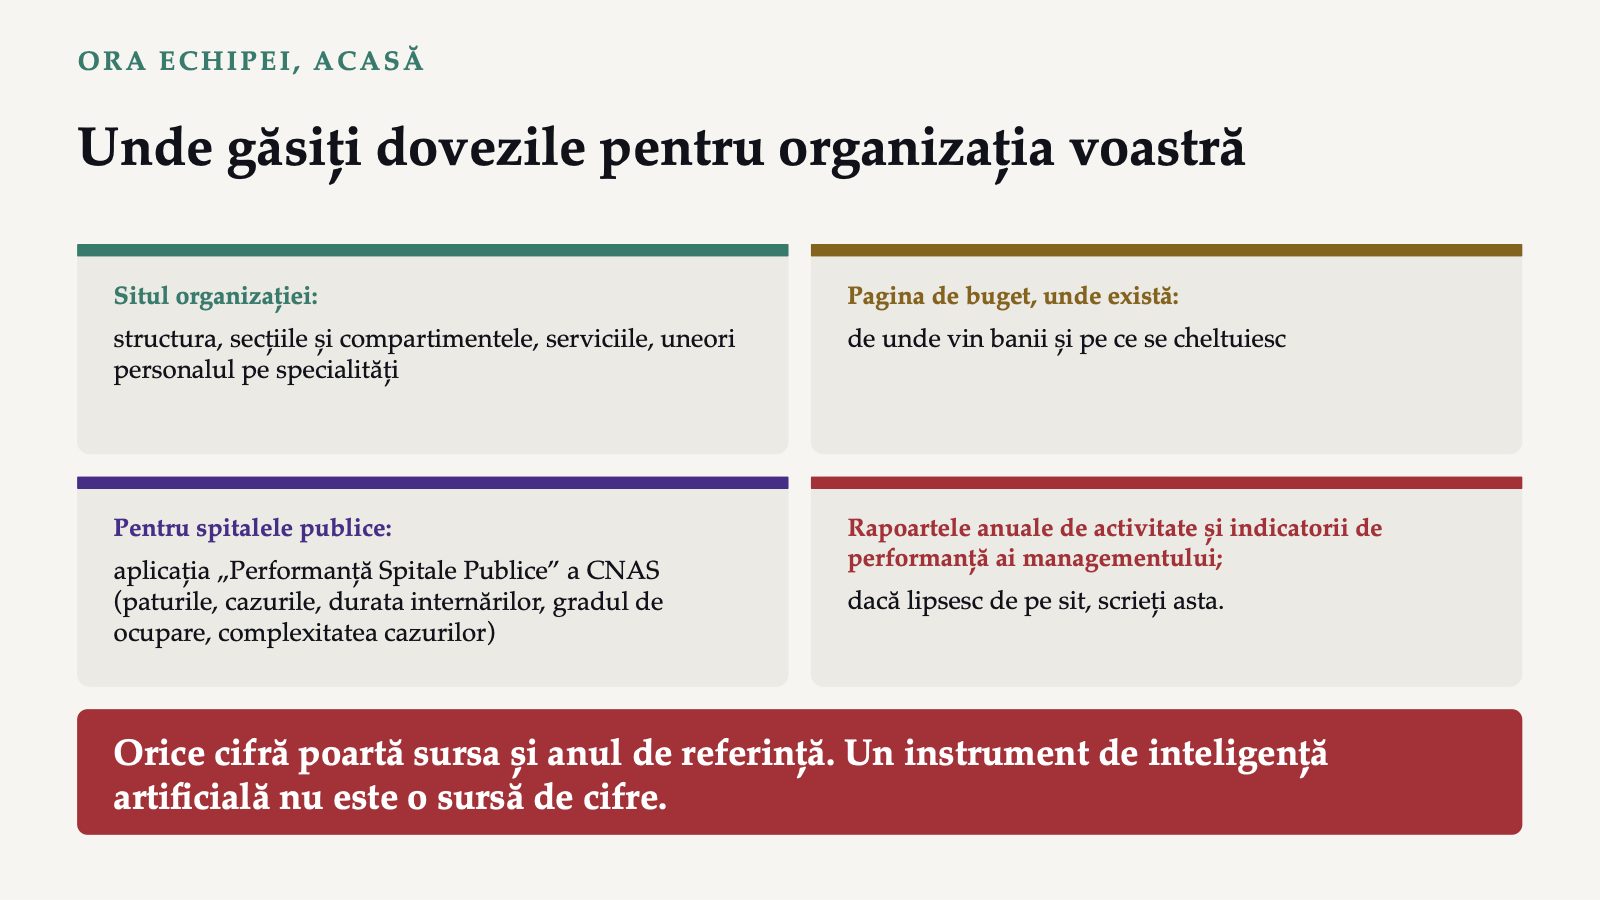 ORA ECHIPEI, ACASĂ
Unde găsiți dovezile pentru organizația voastră
Situl organizației:
structura, secțiile și compartimentele, serviciile, uneori
personalul pe specialități
Pagina de buget, unde există:
de unde vin banii și pe ce se cheltuiesc
Pentru spitalele publice:
aplicația „Performanță Spitale Publice” a CNAS
(paturile, cazurile, durata internărilor, gradul de
ocupare, complexitatea cazurilor)
Rapoartele anuale de activitate și indicatorii de
performanță ai managementului;
dacă lipsesc de pe sit, scrieți asta.
Orice cifră poartă sursa și anul de referință. Un instrument de inteligență
artificială nu este o sursă de cifre.